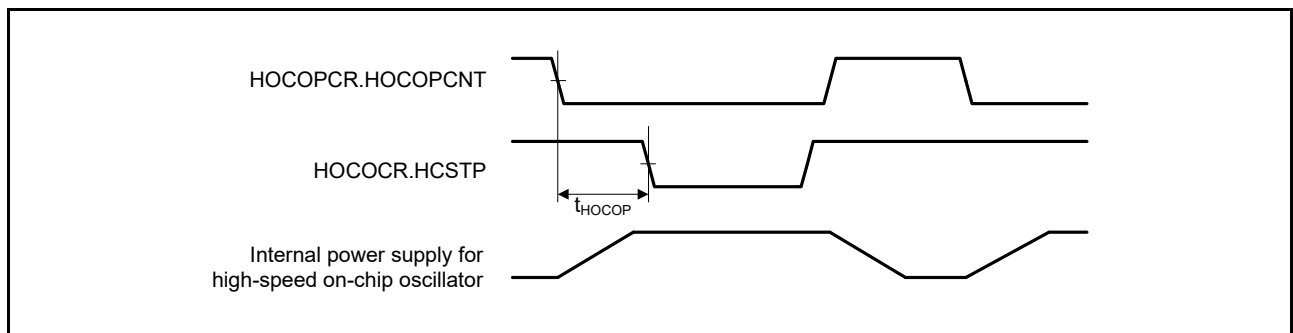 HOCOPCR.HOCOPCNT
HOCOCR.HCSTP
tHOCOP
Internal power supply for
high-speed on-chip oscillator